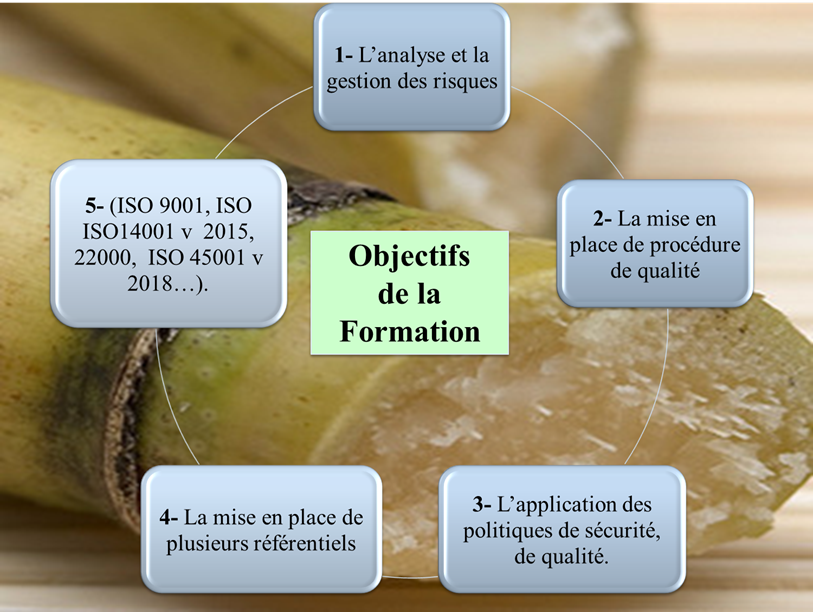 1- L'analyse et la
gestion des risques
2- La mise en
place de procédure
de qualité
3- L'application des
politiques de sécurité,
de qualité.
4- La mise en place de
plusieurs référentiels
5- (ISO 9001, ISO
ISO14001 v 2015,
22000, ISO 45001 v
2018…).
Objectifs
de la
Formation